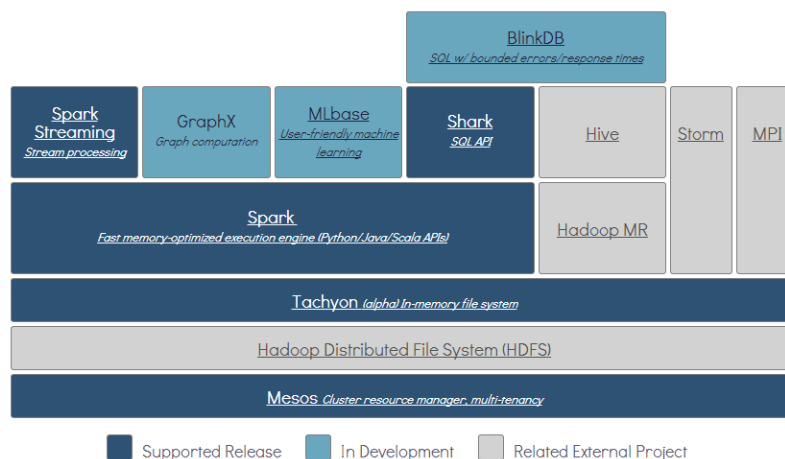 BlinkDB
SQL w/ bounded errors/response times
Spark
Streaming
Stream processing
GraphX
Graph computation
MLbase
User-friendly machine
learning
Shark
SQL API
Hive
Storm
MPI
Spark
Fast memory-optimized execution engine (Python/Java/Scala APIs)
Hadoop MR
Tachyon (alpha) In-memory file system
Hadoop Distributed File System (HDFS)
Mesos Cluster resource manager, multi-tenancy
Supported Release
In Development
Related External Project